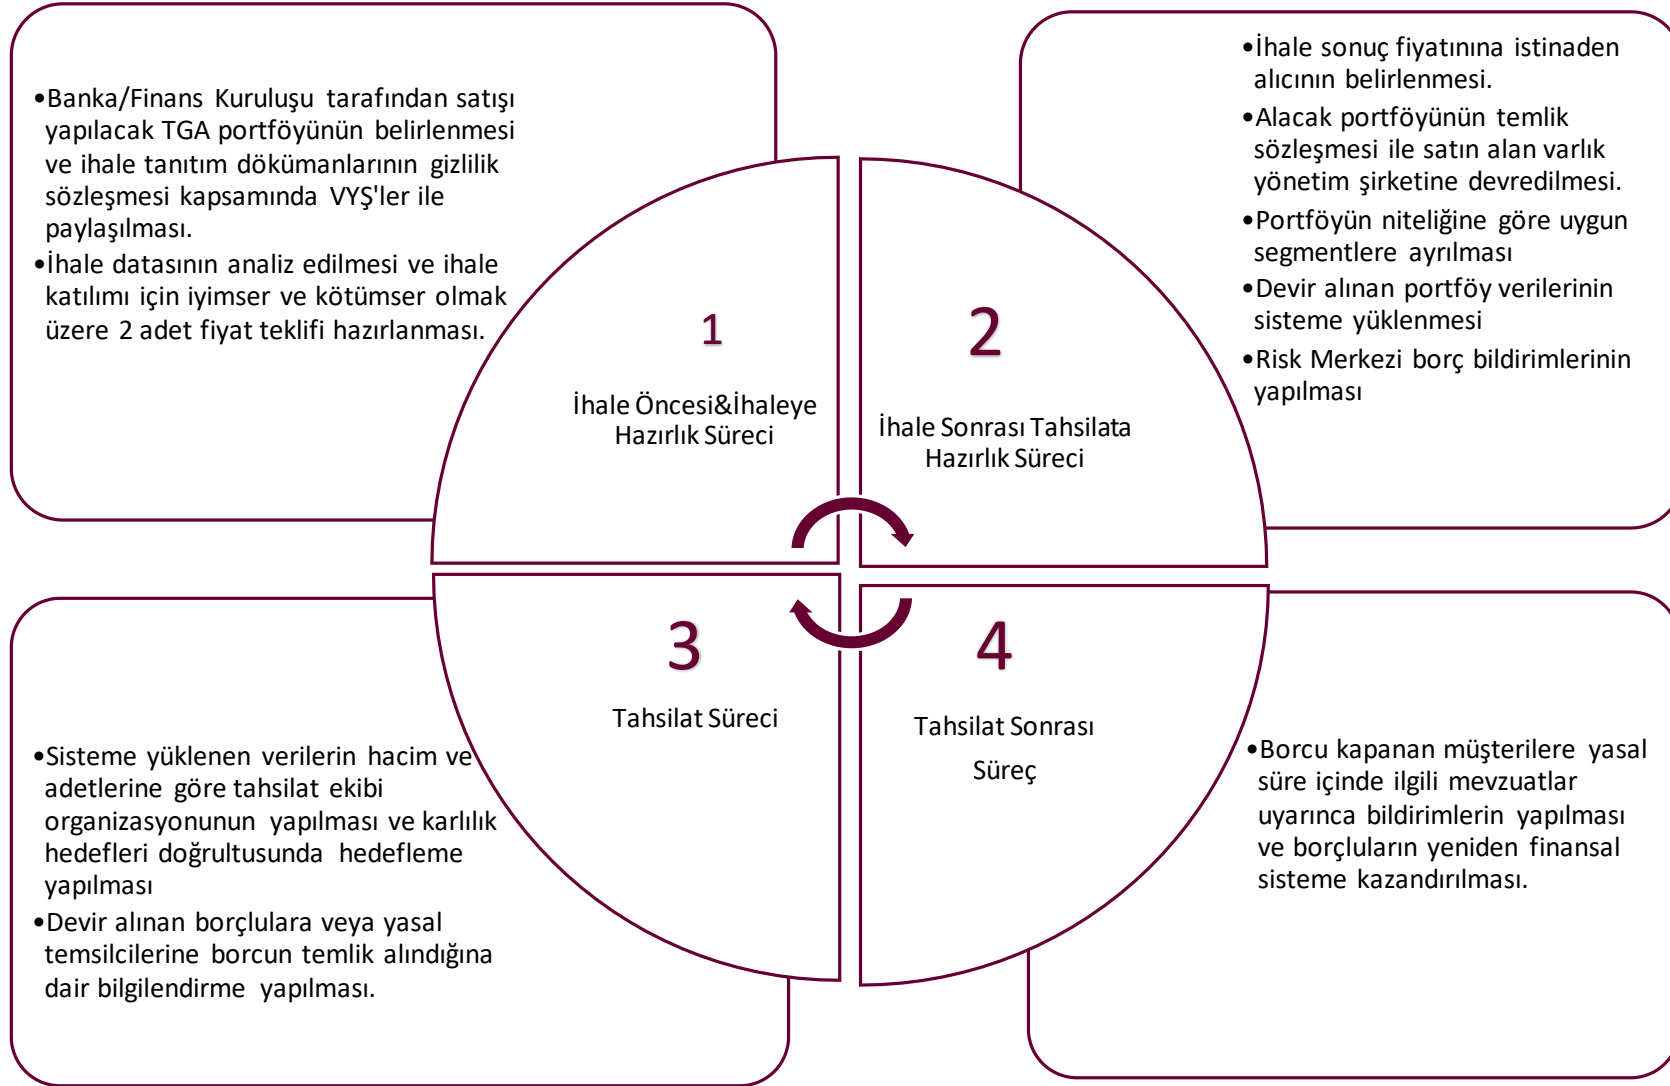 •Banka/Finans Kuruluşu tarafından satışı
yapılacak TGA portföyünün belirlenmesi
ve ihale tanıtım dökümanlarının gizlilik
sözleşmesi kapsamında VYŞ'ler ile
paylaşılması.
•İhale datasının analiz edilmesi ve ihale
katılımı için iyimser ve kötümser olmak
üzere 2 adet fiyat teklifi hazırlanması.
1
İhale Öncesi&İhaleye
Hazırlık Süreci
•İhale sonuç fiyatınına istinaden
alıcının belirlenmesi.
•Alacak portföyünün temlik
sözleşmesi ile satın alan varlık
yönetim şirketine devredilmesi.
•Portföyün niteliğine göre uygun
segmentlere ayrılması
•Devir alınan portföy verilerinin
sisteme yüklenmesi
•Risk Merkezi borç bildirimlerinin
yapılması
2
İhale Sonrası Tahsilata
Hazırlık Süreci
3
Tahsilat Süreci
•Sisteme yüklenen verilerin hacim ve
adetlerine göre tahsilat ekibi
organizasyonunun yapılması ve karlılık
hedefleri doğrultusunda hedefleme
yapılması
•Devir alınan borçlulara veya yasal
temsilcilerine borcun temlik alındığına
dair bilgilendirme yapılması.
4
Tahsilat Sonrası
Süreç
•Borcu kapanan müşterilere yasal
süre içinde ilgili mevzuatlar
uyarınca bildirimlerin yapılması
ve borçluların yeniden finansal
sisteme kazandırılması.